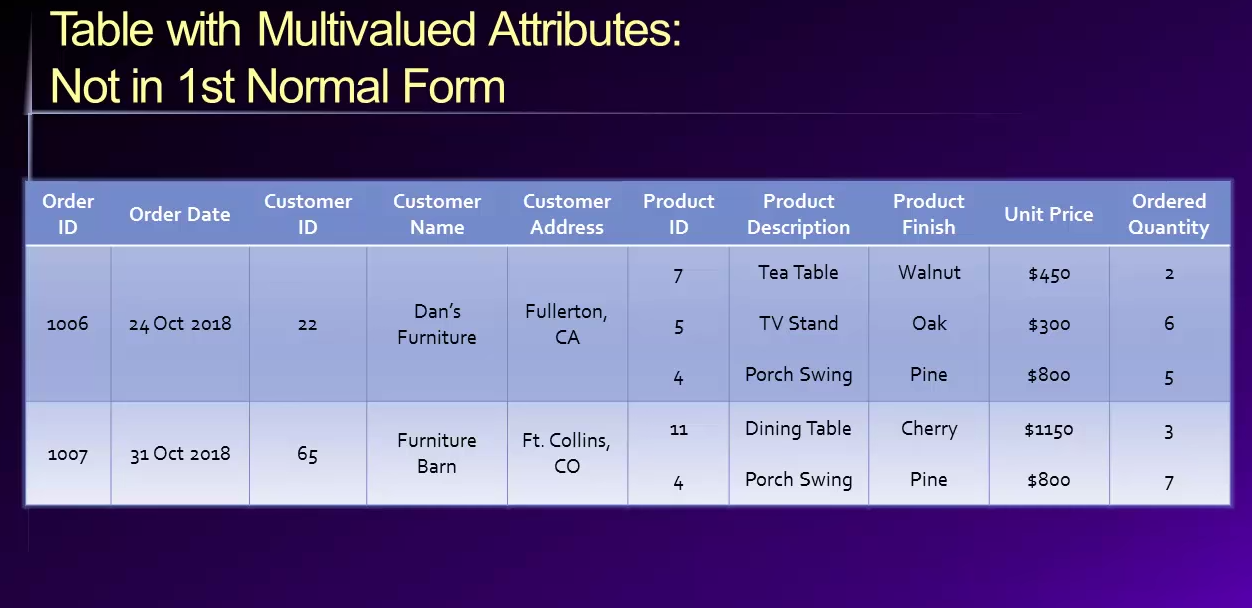 Table with Multivalued Attributes:
Not in 1st Normal Form
Order ID Order Date Customer ID Customer Name Customer Address Product ID Product Description Product Finish Unit Price Ordered Quantity
1006 24 Oct 2018 22 Dan’s Furniture Fullerton, CA
7 Tea Table Walnut $450 2
5 TV Stand Oak $300 6
4 Porch Swing Pine $800 5
1007 31 Oct 2018 65 Furniture Barn Ft. Collins, CO
11 Dining Table Cherry $1150 3
4 Porch Swing Pine $800 7